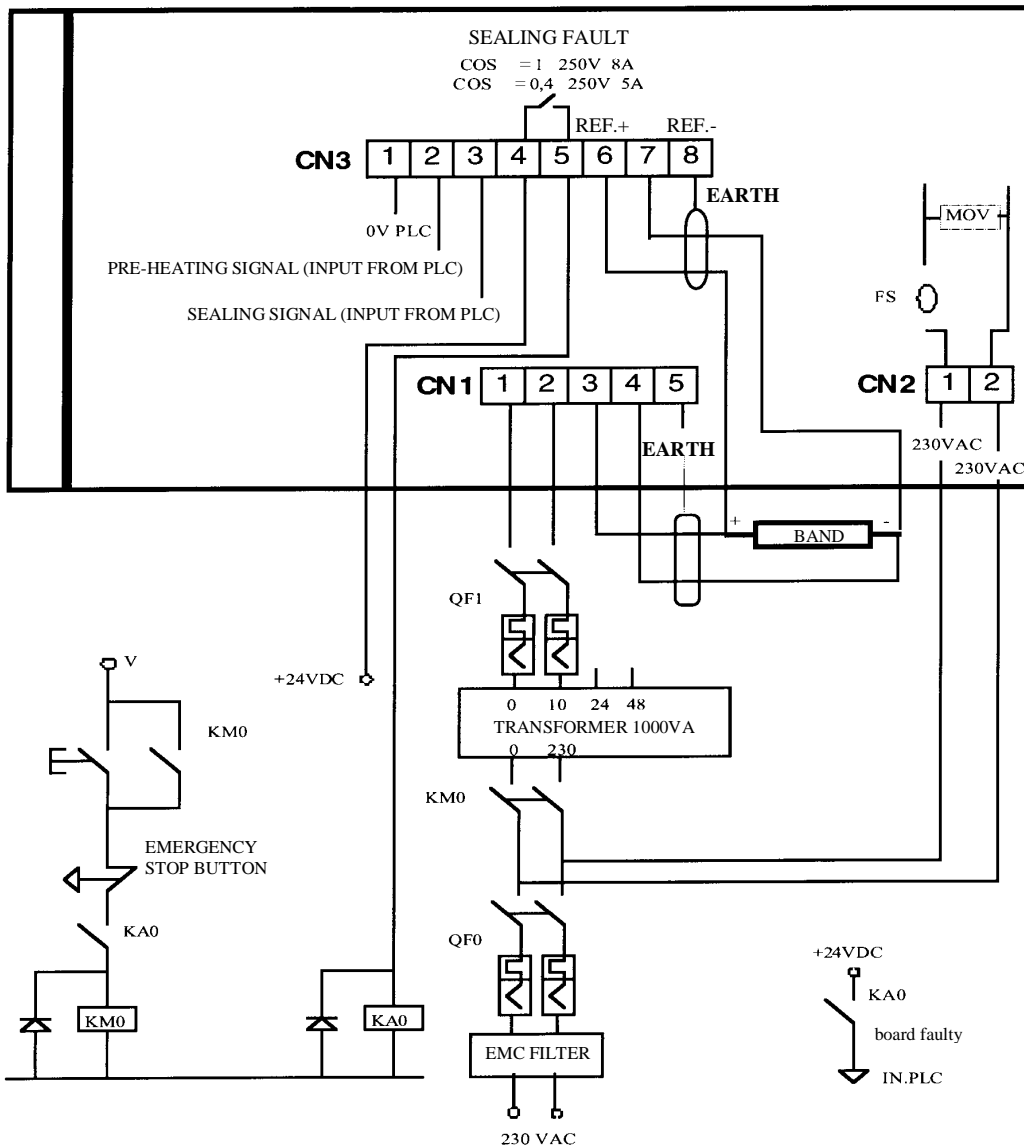 SEALING FAULT
COS = 1 250V 8A
COS = 0,4 250V 5A
REF.+ REF.-
CN3 1 2 3 4 5 6 7 8
EARTH
0V PLC
MOV
PRE-HEATING SIGNAL (INPUT FROM PLC)
FS
SEALING SIGNAL (INPUT FROM PLC)
CN1 1 2 3 4 5
CN2 1 2
EARTH
230VAC
230VAC
+ BAND -
QF1
V
+24VDC
0 10 24 48
TRANSFORMER 1000VA
0 230
KM0
KM0
EMERGENCY
STOP BUTTON
KA0
QF0
+24VDC
KA0
KM0
KA0
board faulty
EMC FILTER
IN.PLC
230 VAC